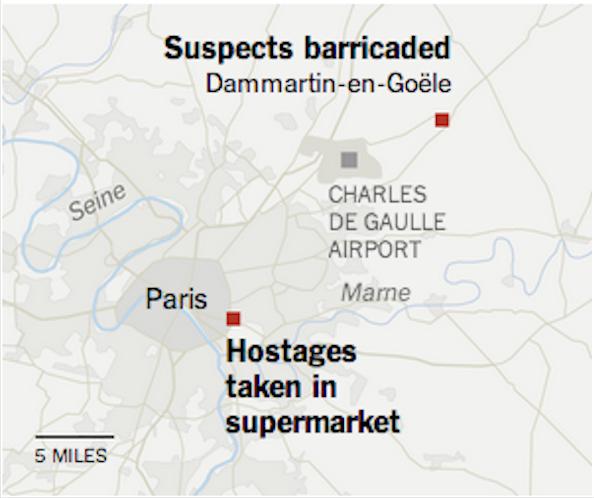 Suspects barricaded
Dammartin-en-Goële
Seine
CHARLES
DE GAULLE
AIRPORT
Marne
Paris
Hostages
taken in
supermarket
5 MILES